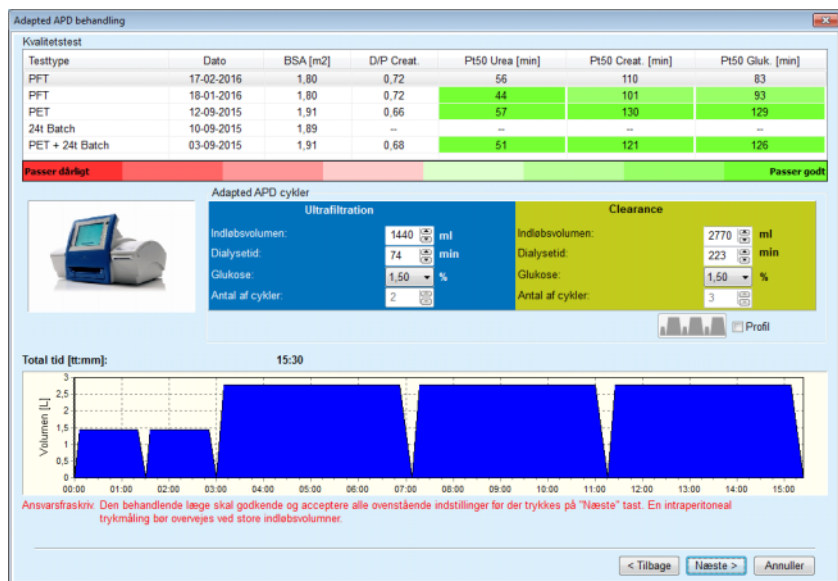 Adapted APD behandling
Kvalitetstest
Testtype Dato BSA [m2] D/P Creat. Pt50 Urea [min] Pt50 Creat. [min] Pt50 Gluk. [min]
PFT 17-02-2016 1,80 0,72 56 110 83
PFT 18-01-2016 1,80 0,72 44 101 93
PET 12-09-2015 1,91 0,66 57 130 129
24t Batch 10-09-2015 1,89 -- -- -- --
PET + 24t Batch 03-09-2015 1,91 0,68 51 121 126
Passer dårligt Passer godt
Adapted APD cykler
Ultrafiltration Clearance
Indløbsvolumen: 1440 ml Indløbsvolumen: 2770 ml
Dialysetid: 74 min Dialysetid: 223 min
Glukose: 1,50 % Glukose: 1,50 %
Antal af cykler: 2 Antal af cykler: 3
Profil
Total tid [tt:mm]: 15:30
Volumen [L]
3
2,5
2
1,5
1
0,5
0
00:00 01:00 02:00 03:00 04:00 05:00 06:00 07:00 08:00 09:00 10:00 11:00 12:00 13:00 14:00 15:00
Ansvarsfraskriv. Den behandlende læge skal godkende og acceptere alle ovenstående indstillinger før der trykkes på "Næste" tast. En intraperitoneal
trykmåling bør overvejes ved store indløbsvolumner.
< Tilbage Næste > Annuller